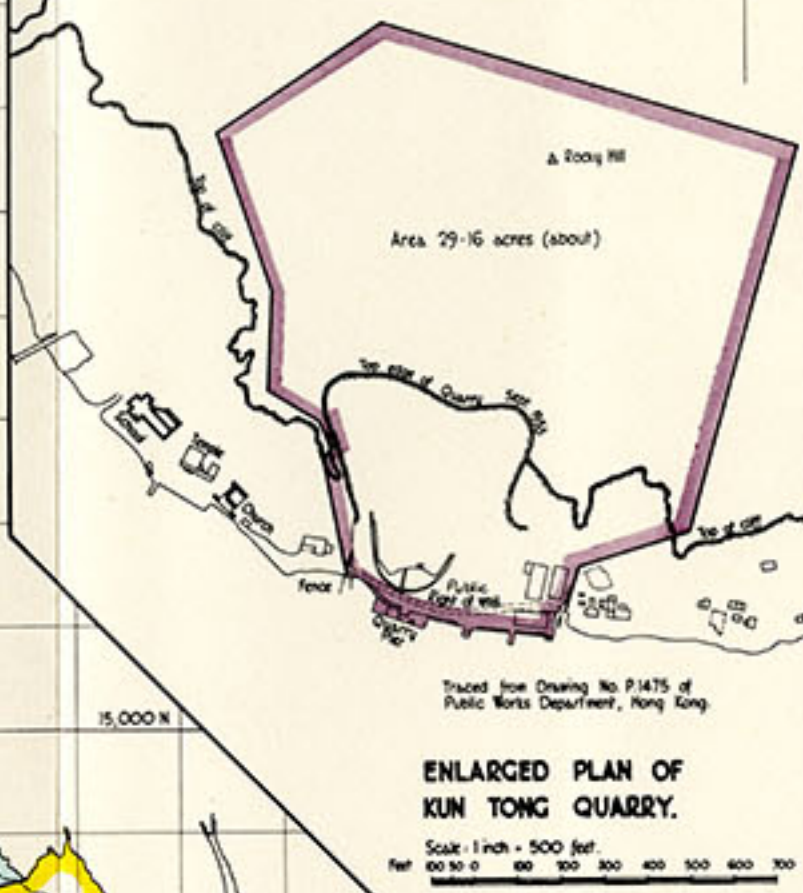 Rocky Hill
Top of cliff
Area 29·16 acres (about)
Top edge of Quarry Sept. 1955
School
Temple
Church
Top of cliff
Fence
Public
Right of Way
Quarry
Pier
Traced from Drawing No. P.1475 of
Public Works Department, Hong Kong.
15,000 N
ENLARGED PLAN OF
KUN TONG QUARRY.
Scale: 1 inch = 500 feet.
Feet 100 50 0 100 200 300 400 500 600 700